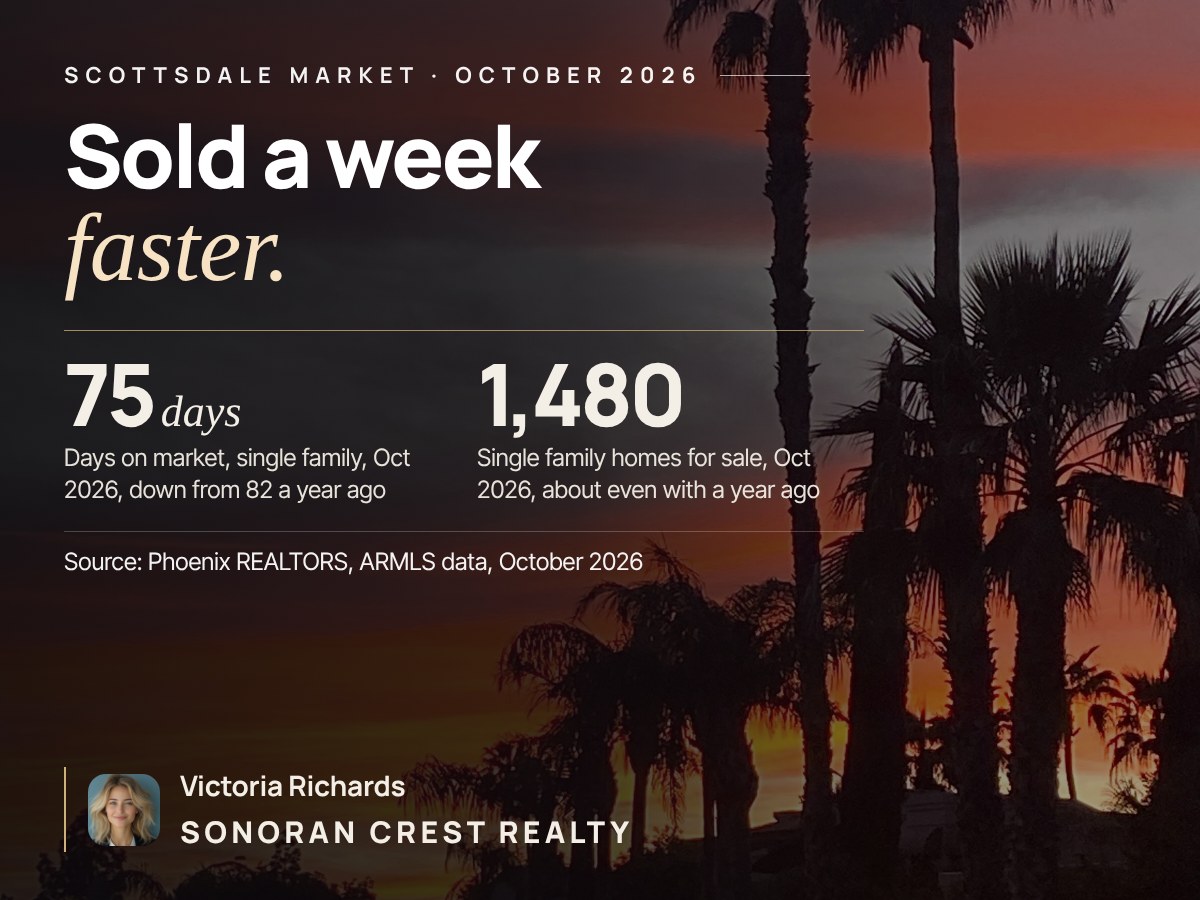 SCOTTSDALE MARKET · OCTOBER 2026
Sold a week
faster.
75 days
Days on market, single family, Oct
2026, down from 82 a year ago
1,480
Single family homes for sale, Oct
2026, about even with a year ago
Source: Phoenix REALTORS, ARMLS data, October 2026
Victoria Richards
SONORAN CREST REALTY